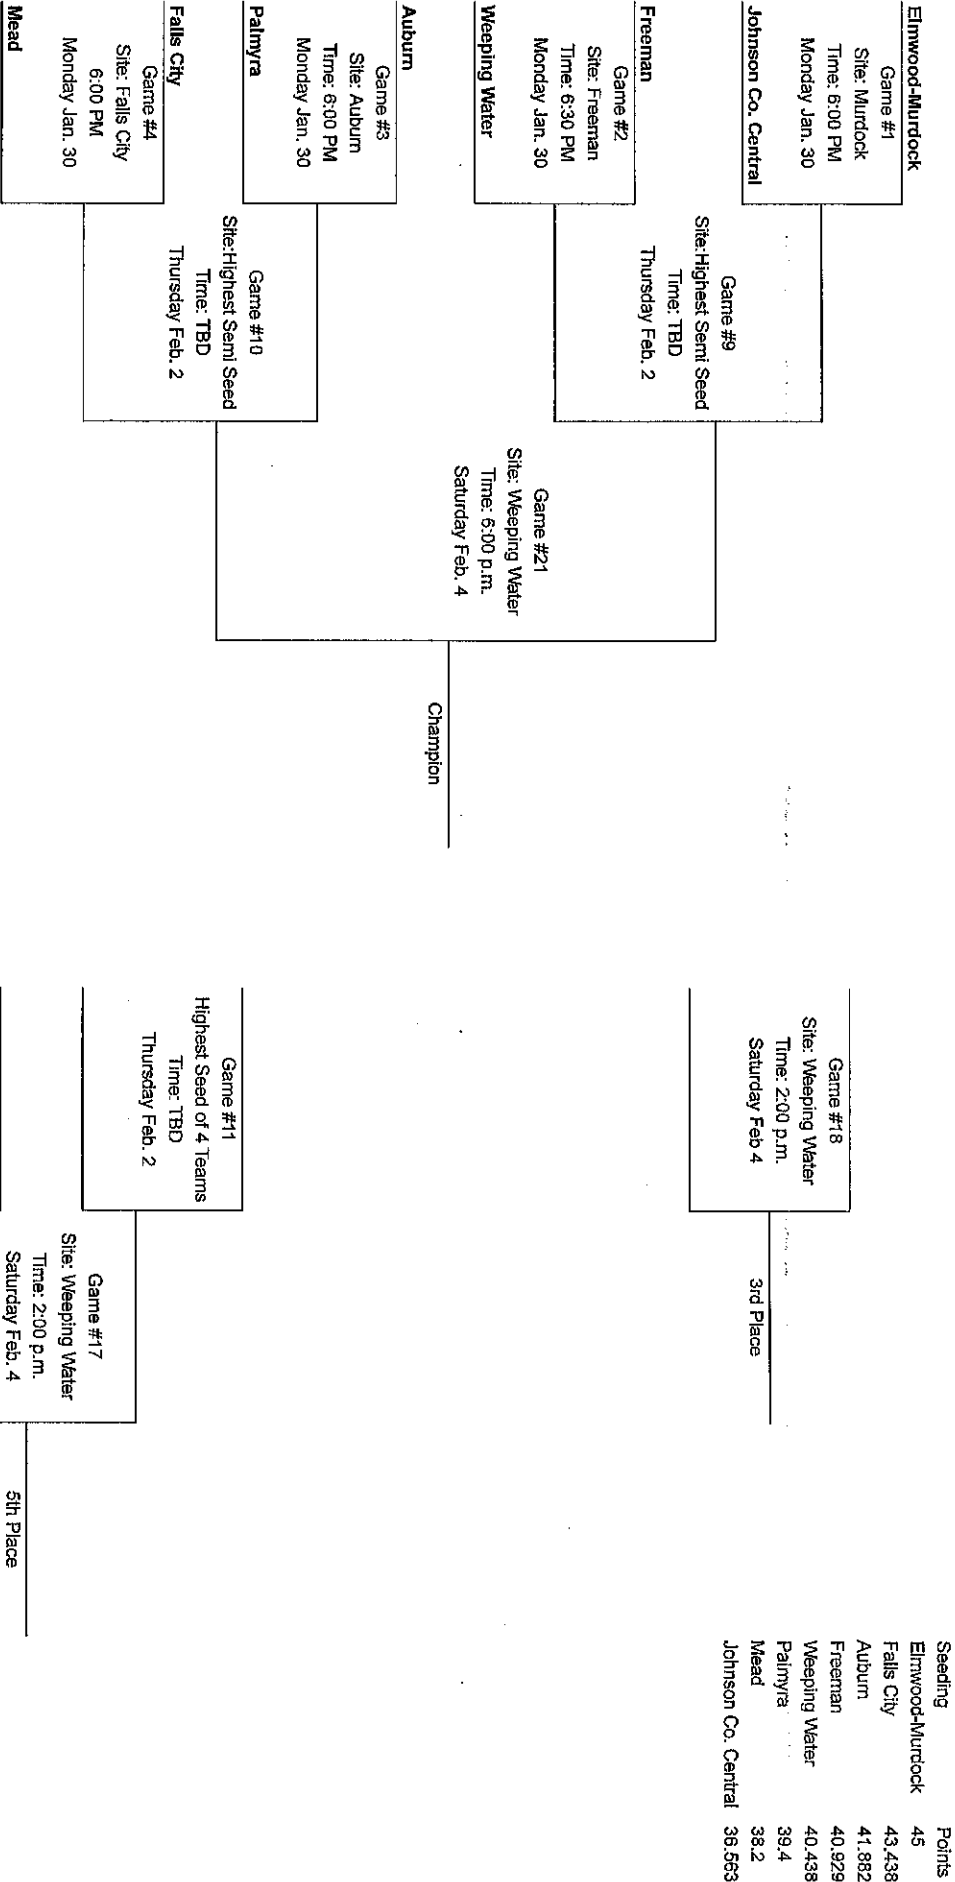 Elmwood-Murdock
Game #1
Site: Murdock
Time: 6:00 PM
Monday Jan. 30
Johnson Co. Central
Game #9
Site:Highest Semi Seed
Time: TBD
Thursday Feb. 2
Freeman
Game #2
Site: Freeman
Time: 6:30 PM
Monday Jan. 30
Weeping Water
Game #21
Site: Weeping Water
Time: 6:00 p.m.
Saturday Feb. 4
Champion
Auburn
Game #3
Site: Auburn
Time: 6:00 PM
Monday Jan. 30
Palmyra
Game #10
Site:Highest Semi Seed
Time: TBD
Thursday Feb. 2
Falls City
Game #4
Site: Falls City
6:00 PM
Monday Jan. 30
Mead
Game #18
Site: Weeping Water
Time: 2:00 p.m.
Saturday Feb 4
3rd Place
Game #11
Highest Seed of 4 Teams
Time: TBD
Thursday Feb. 2
Game #17
Site: Weeping Water
Time: 2:00 p.m.
Saturday Feb. 4
5th Place
Seeding Points
Elmwood-Murdock 45
Falls City 43.438
Auburn 41.882
Freeman 40.929
Weeping Water 40.438
Palmyra 39.4
Mead 38.2
Johnson Co. Central 36.563